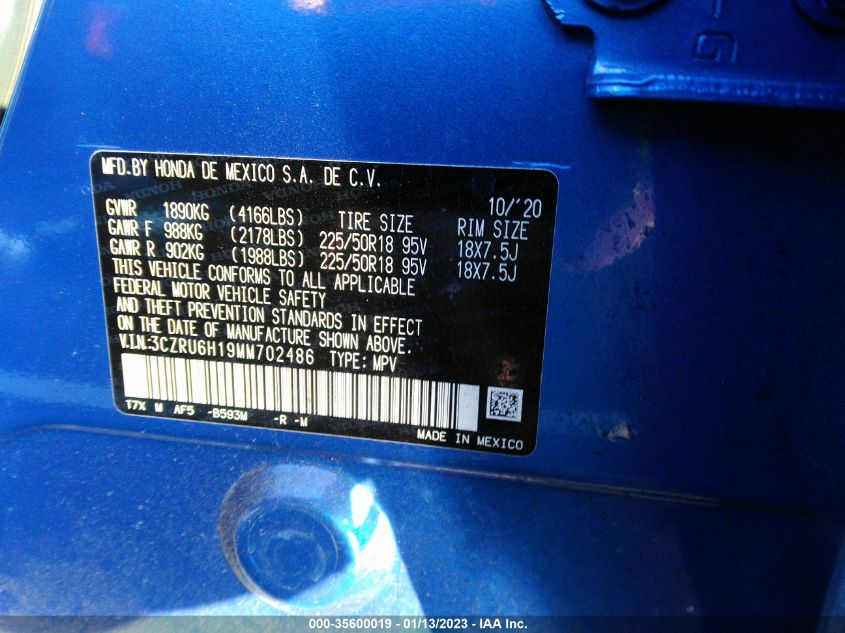 -G
MFD.BY HONDA DE MEXICO S.A. DE C.V.
10/'20
GVWR 1890KG (4166LBS) TIRE SIZE RIM SIZE
GAWR F 988KG (2178LBS) 225/50R18 95V 18X7.5J
GAWR R 902KG (1988LBS) 225/50R18 95V 18X7.5J
THIS VEHICLE CONFORMS TO ALL APPLICABLE
FEDERAL MOTOR VEHICLE SAFETY
AND THEFT PREVENTION STANDARDS IN EFFECT
ON THE DATE OF MANUFACTURE SHOWN ABOVE.
V.I.N:3CZRU6H19MM702486 TYPE: MPV
T7X M AF5 -B593M -R -M
MADE IN MEXICO
000-35600019 - 01/13/2023 - IAA Inc.